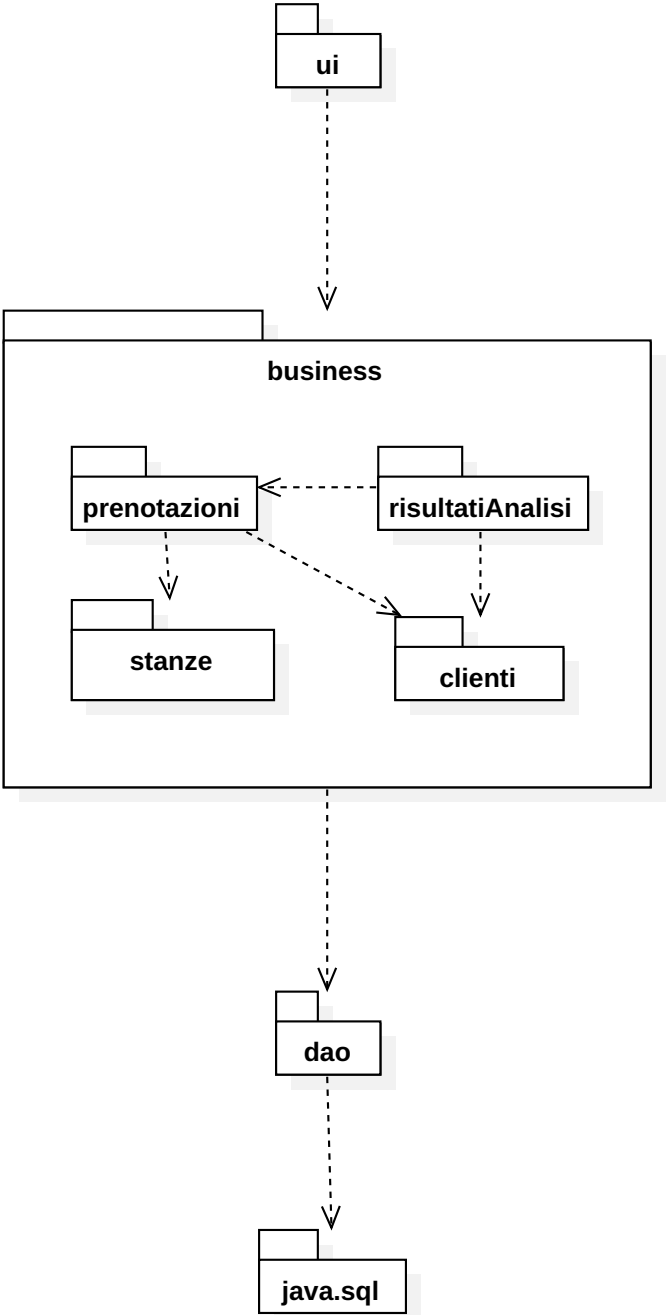 ui
business
prenotazioni
risultatiAnalisi
stanze
clienti
dao
java.sql